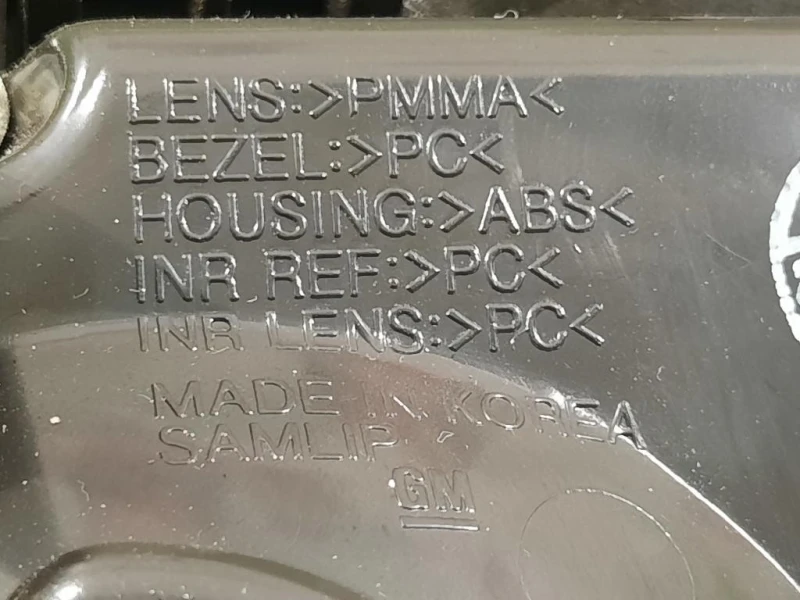 LENS:>PMMA<
BEZEL:>PC<
HOUSING:>ABS<
INR REF:>PC<
INR LENS:>PC<
MADE IN KOREA
SAMLIP
GM